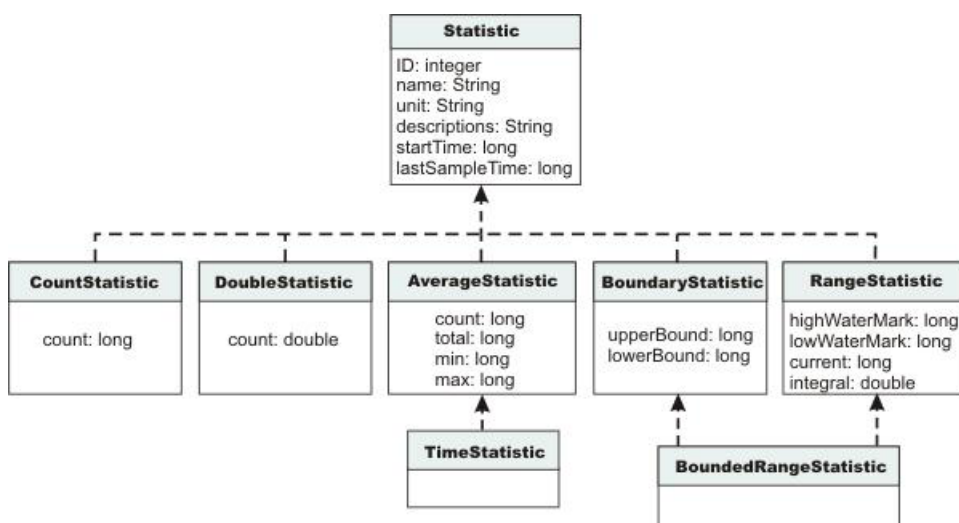 Statistic
ID: integer
name: String
unit: String
descriptions: String
startTime: long
lastSampleTime: long
CountStatistic
count: long
DoubleStatistic
count: double
AverageStatistic
count: long
total: long
min: long
max: long
BoundaryStatistic
upperBound: long
lowerBound: long
RangeStatistic
highWaterMark: long
lowWaterMark: long
current: long
integral: double
TimeStatistic
BoundedRangeStatistic